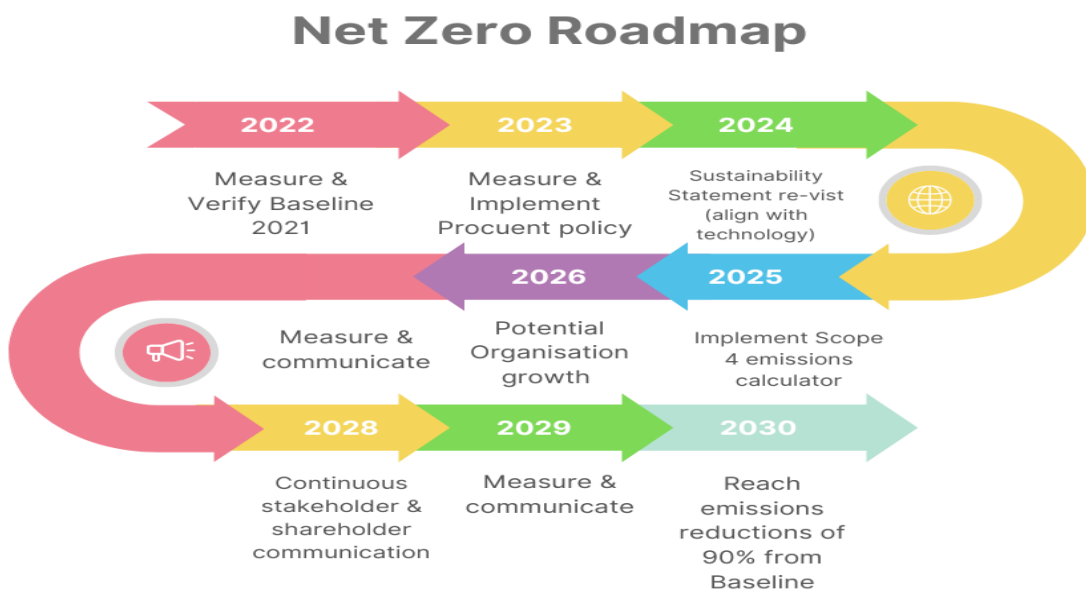 Net Zero Roadmap
2022
2023
2024
Measure &
Verify Baseline
2021
Measure &
Implement
Procuent policy
Sustainability
Statement re-vist
(align with
technology)
2026
2025
Measure &
communicate
Potential
Organisation
growth
Implement Scope
4 emissions
calculator
2028
2029
2030
Continuous
stakeholder &
shareholder
communication
Measure &
communicate
Reach
emissions
reductions of
90% from
Baseline